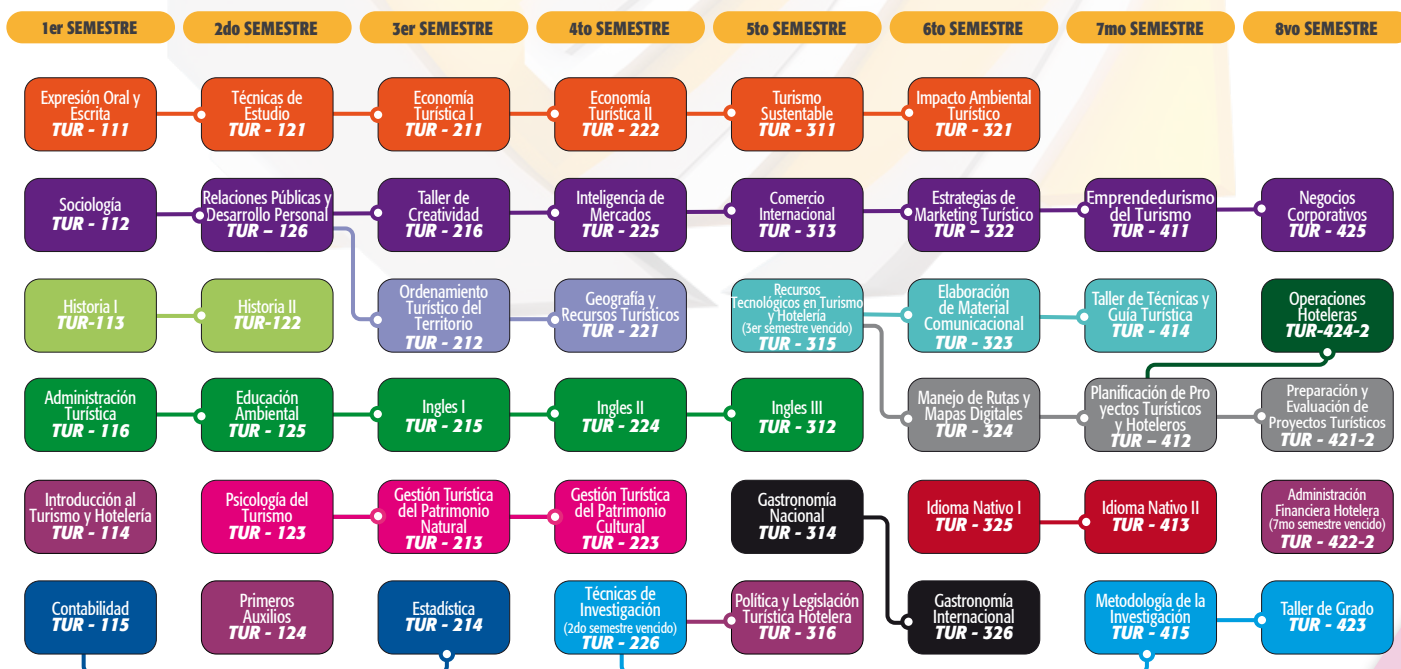 1er SEMESTRE
2do SEMESTRE
3er SEMESTRE
4to SEMESTRE
5to SEMESTRE
6to SEMESTRE
7mo SEMESTRE
8vo SEMESTRE
Expresión Oral y
Escrita
TUR - 111
Técnicas de
Estudio
TUR - 121
Economía
Turística I
TUR - 211
Economía
Turística II
TUR - 222
Turismo
Sustentable
TUR - 311
Impacto Ambiental
Turístico
TUR - 321
Sociología
TUR - 112
Relaciones Públicas y
Desarrollo Personal
TUR – 126
Taller de
Creatividad
TUR - 216
Inteligencia de
Mercados
TUR - 225
Comercio
Internacional
TUR - 313
Estrategias de
Marketing Turístico
TUR – 322
Emprendedurismo
del Turismo
TUR - 411
Negocios
Corporativos
TUR - 425
Historia I
TUR-113
Historia II
TUR-122
Ordenamiento
Turístico del
Territorio
TUR - 212
Geografía y
Recursos Turísticos
TUR - 221
Recursos
Tecnológicos en Turismo
y Hotelería
(3er semestre vencido)
TUR - 315
Elaboración
de Material
Comunicacional
TUR - 323
Taller de Técnicas y
Guía Turística
TUR - 414
Operaciones
Hoteleras
TUR-424-2
Administración
Turística
TUR - 116
Educación
Ambiental
TUR - 125
Ingles I
TUR - 215
Ingles II
TUR - 224
Ingles III
TUR - 312
Manejo de Rutas y
Mapas Digitales
TUR - 324
Planificación de Pro
yectos Turísticos
y Hoteleros
TUR – 412
Preparación y
Evaluación de
Proyectos Turísticos
TUR - 421-2
Introducción al
Turismo y Hotelería
TUR - 114
Psicología del
Turismo
TUR - 123
Gestión Turística
del Patrimonio
Natural
TUR - 213
Gestión Turística
del Patrimonio
Cultural
TUR - 223
Gastronomía
Nacional
TUR - 314
Idioma Nativo I
TUR - 325
Idioma Nativo II
TUR - 413
Administración
Financiera Hotelera
(7mo semestre vencido)
TUR - 422-2
Contabilidad
TUR - 115
Primeros
Auxilios
TUR - 124
Estadística
TUR - 214
Técnicas de
Investigación
(2do semestre vencido)
TUR - 226
Política y Legislación
Turística Hotelera
TUR - 316
Gastronomía
Internacional
TUR - 326
Metodología de la
Investigación
TUR - 415
Taller de Grado
TUR - 423